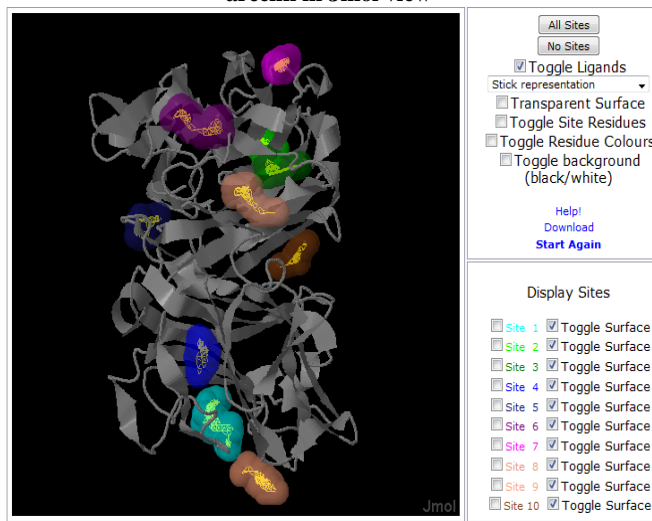 All Sites
No Sites
Toggle Ligands
Stick representation
Transparent Surface
Toggle Site Residues
Toggle Residue Colours
Toggle background
(black/white)
Help!
Download
Start Again
Display Sites
Site 1 Toggle Surface
Site 2 Toggle Surface
Site 3 Toggle Surface
Site 4 Toggle Surface
Site 5 Toggle Surface
Site 6 Toggle Surface
Site 7 Toggle Surface
Site 8 Toggle Surface
Site 9 Toggle Surface
Site 10 Toggle Surface
Jmol